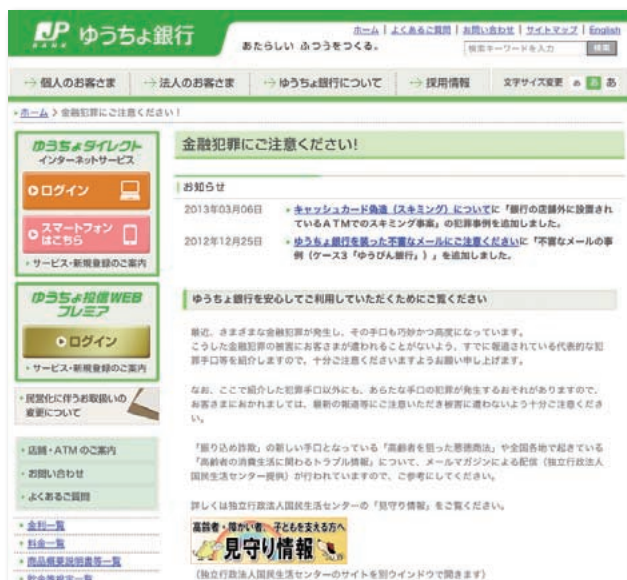 JP BANK ゆうちょ銀行
あたらしい ふつうをつくる。
ホーム | よくあるご質問 | お問い合わせ | サイトマップ | English
検索キーワードを入力 検索
個人のお客さま
法人のお客さま
ゆうちょ銀行について
採用情報
文字サイズ変更 あ あ あ
ホーム > 金融犯罪にご注意ください!
ゆうちょダイレクト
インターネットサービス
ログイン
スマートフォン
はこちら
サービス・新規登録のご案内
ゆうちょ投信WEB
プレミア
ログイン
サービス・新規登録のご案内
民営化に伴うお取扱いの
変更について
店舗・ATMのご案内
お問い合わせ
よくあるご質問
金利一覧
料金一覧
商品概要説明書等一覧
貯金等規定一覧
金融犯罪にご注意ください!
お知らせ
2013年03月06日 キャッシュカード偽造（スキミング）についてに「銀行の店舗外に設置され
ているATMでのスキミング事案」の犯罪事例を追加しました。
2012年12月25日 ゆうちょ銀行を装った不審なメールにご注意くださいに「不審なメールの事
例（ケース3「ゆうびん銀行」）」を追加しました。
ゆうちょ銀行を安心してご利用していただくためにご覧ください
最近、さまざまな金融犯罪が発生し、その手口も巧妙かつ高度になっています。
こうした金融犯罪の被害にお客さまが遭われることがないよう、すでに報道されている代表的な犯
罪手口等を紹介しますので、十分ご注意くださいますようお願い申し上げます。
なお、ここで紹介した犯罪手口以外にも、あらたな手口の犯罪が発生するおそれがありますので、
お客さまにおかれましては、最新の報道等にご注意いただき被害に遭わないよう十分ご注意くださ
い。
「振り込め詐欺」の新しい手口となっている「高齢者を狙った悪徳商法」や全国各地で起きている
「高齢者の消費生活に関わるトラブル情報」について、メールマガジンによる配信（独立行政法人
国民生活センター提供）が行われていますので、ご参考にしてください。
詳しくは独立行政法人国民生活センターの「見守り情報」をご覧ください。
高齢者・障がい者、子どもを支える方へ
見守り情報
（独立行政法人国民生活センターのサイトを別ウインドウで開きます）